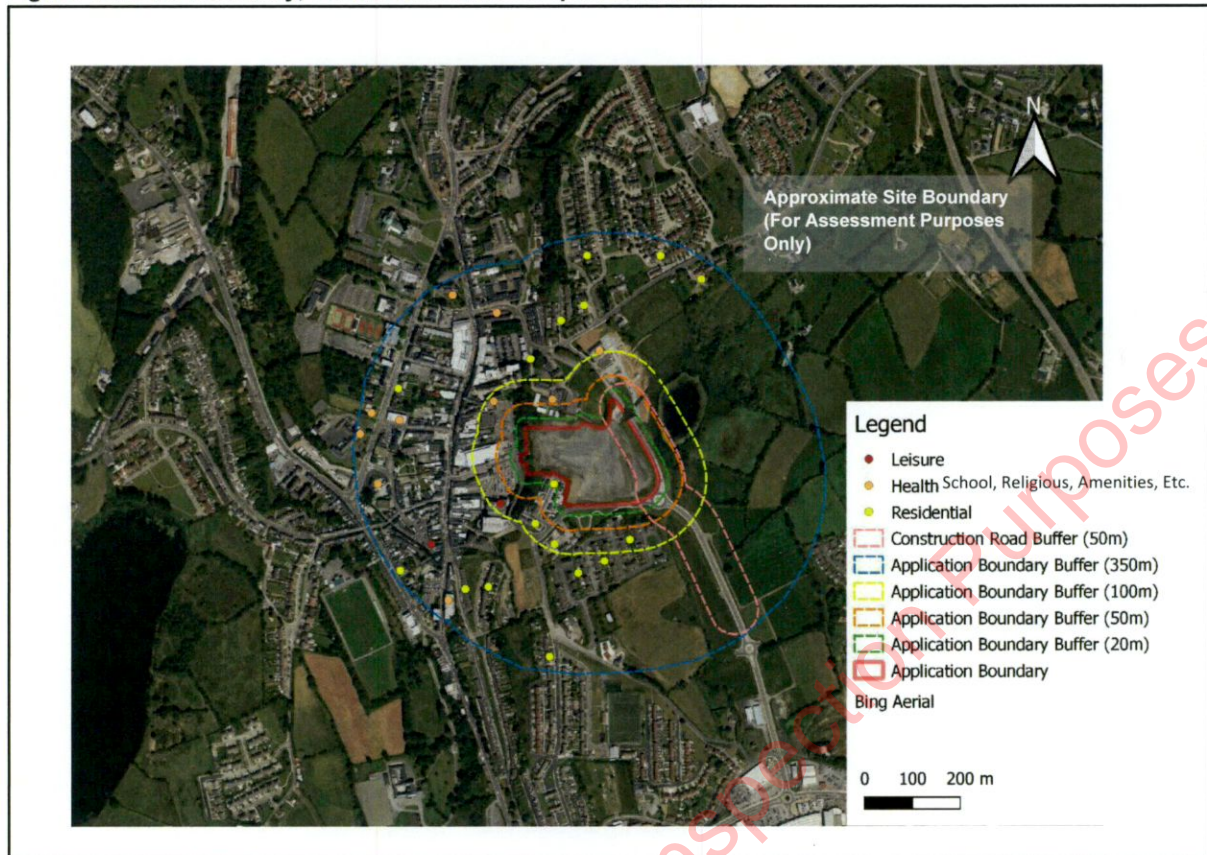 N
Approximate Site Boundary
(For Assessment Purposes
Only)
Legend
Leisure
Health School, Religious, Amenities, Etc.
Residential
Construction Road Buffer (50m)
Application Boundary Buffer (350m)
Application Boundary Buffer (100m)
Application Boundary Buffer (50m)
Application Boundary Buffer (20m)
Application Boundary
Bing Aerial
0 100 200 m
Inspection Purposes